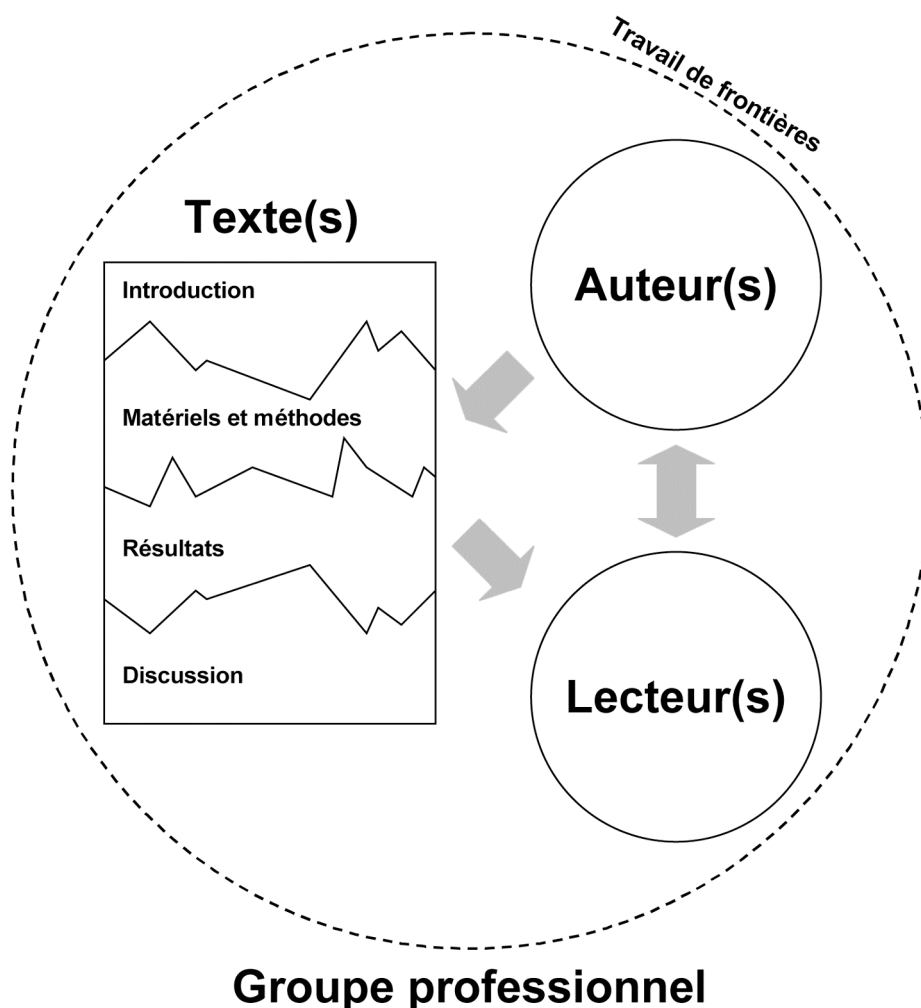 Travail de frontières
Texte(s)
Introduction
Matériels et méthodes
Résultats
Discussion
Auteur(s)
Lecteur(s)
Groupe professionnel